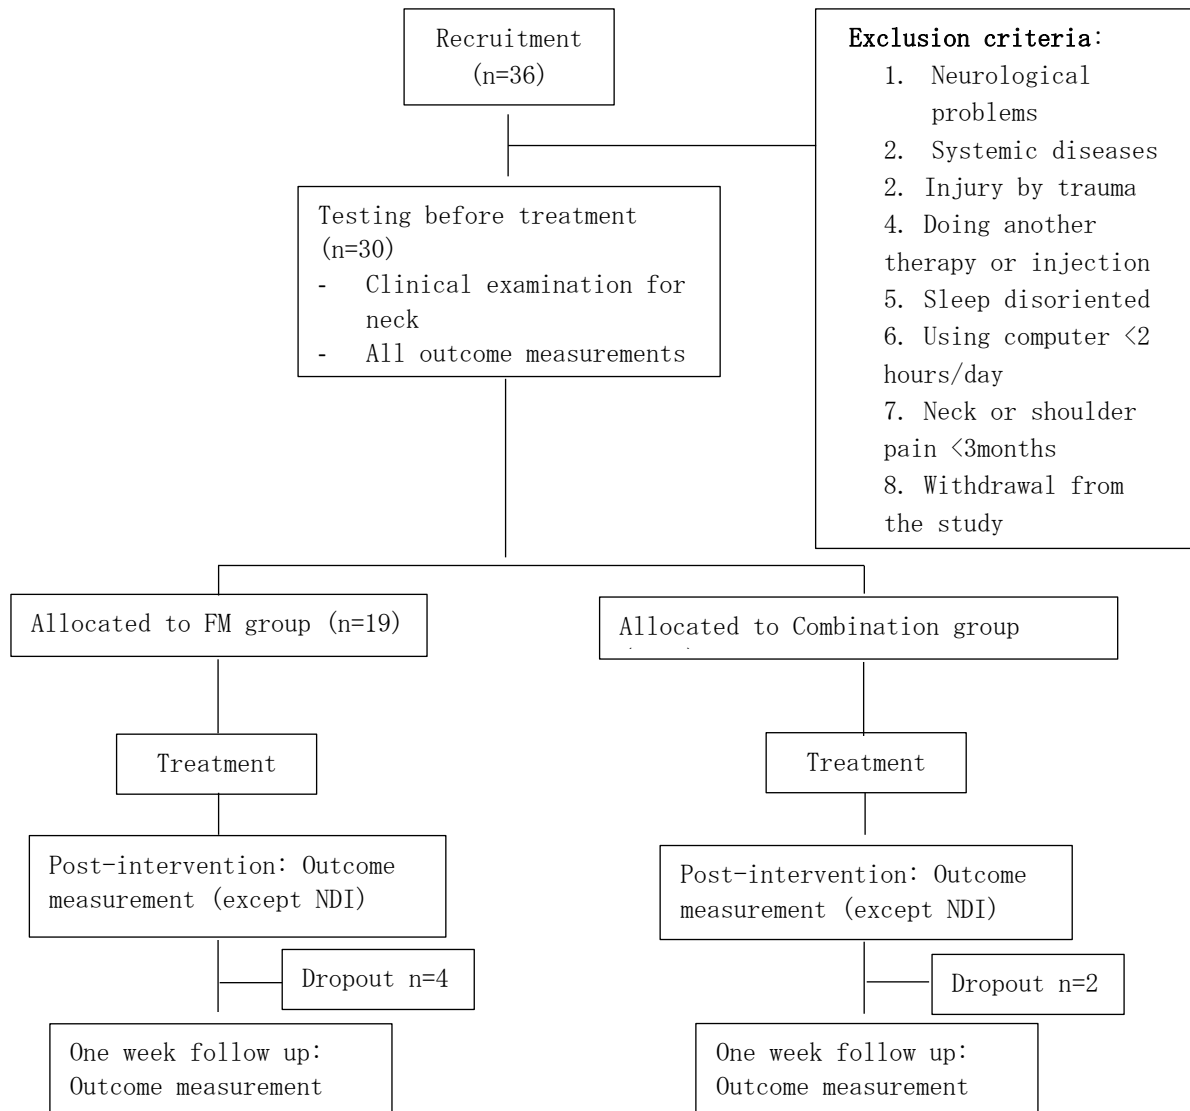 Recruitment
(n=36)
Exclusion criteria:
1. Neurological
problems
2. Systemic diseases
2. Injury by trauma
4. Doing another
therapy or injection
5. Sleep disoriented
6. Using computer <2
hours/day
7. Neck or shoulder
pain <3months
8. Withdrawal from
the study
Testing before treatment
(n=30)
- Clinical examination for
neck
- All outcome measurements
Allocated to FM group (n=19)
Allocated to Combination group
Treatment
Treatment
Post-intervention: Outcome
measurement (except NDI)
Post-intervention: Outcome
measurement (except NDI)
Dropout n=4
Dropout n=2
One week follow up:
Outcome measurement
One week follow up:
Outcome measurement